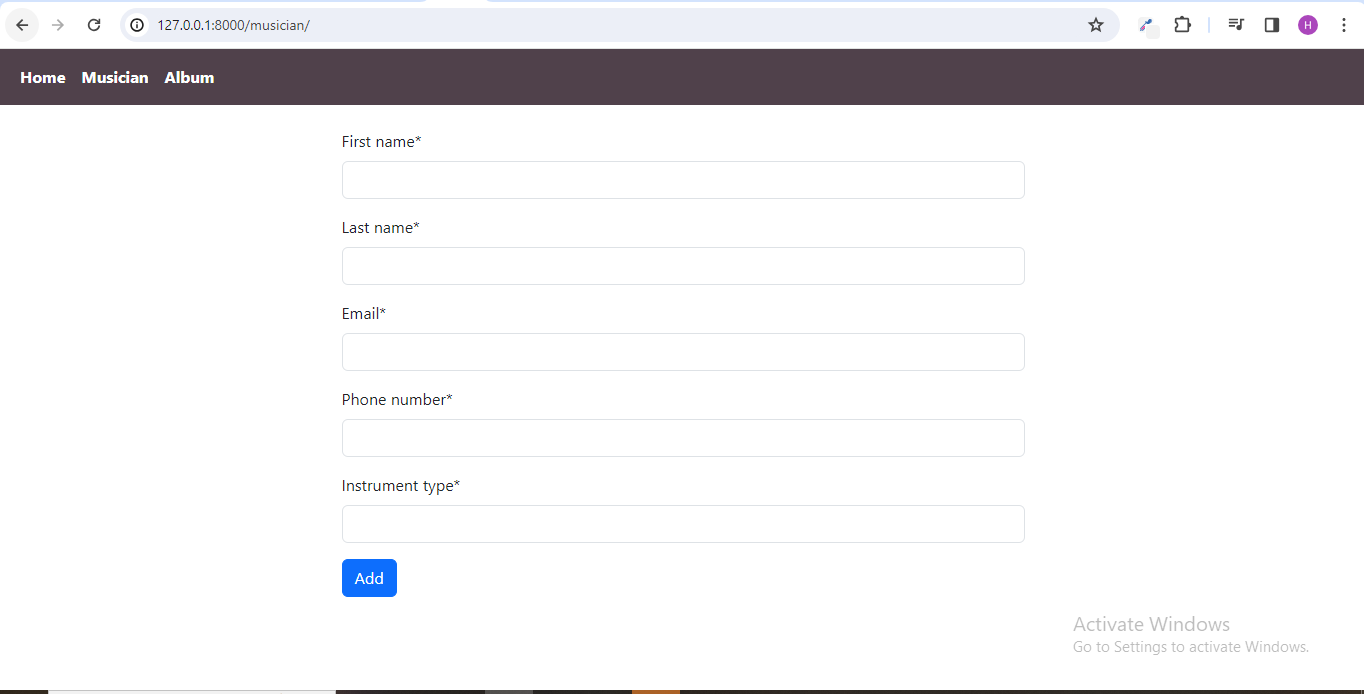 127.0.0.1:8000/musician/
H
Home Musician Album
First name*
Last name*
Email*
Phone number*
Instrument type*
Add
Activate Windows
Go to Settings to activate Windows.